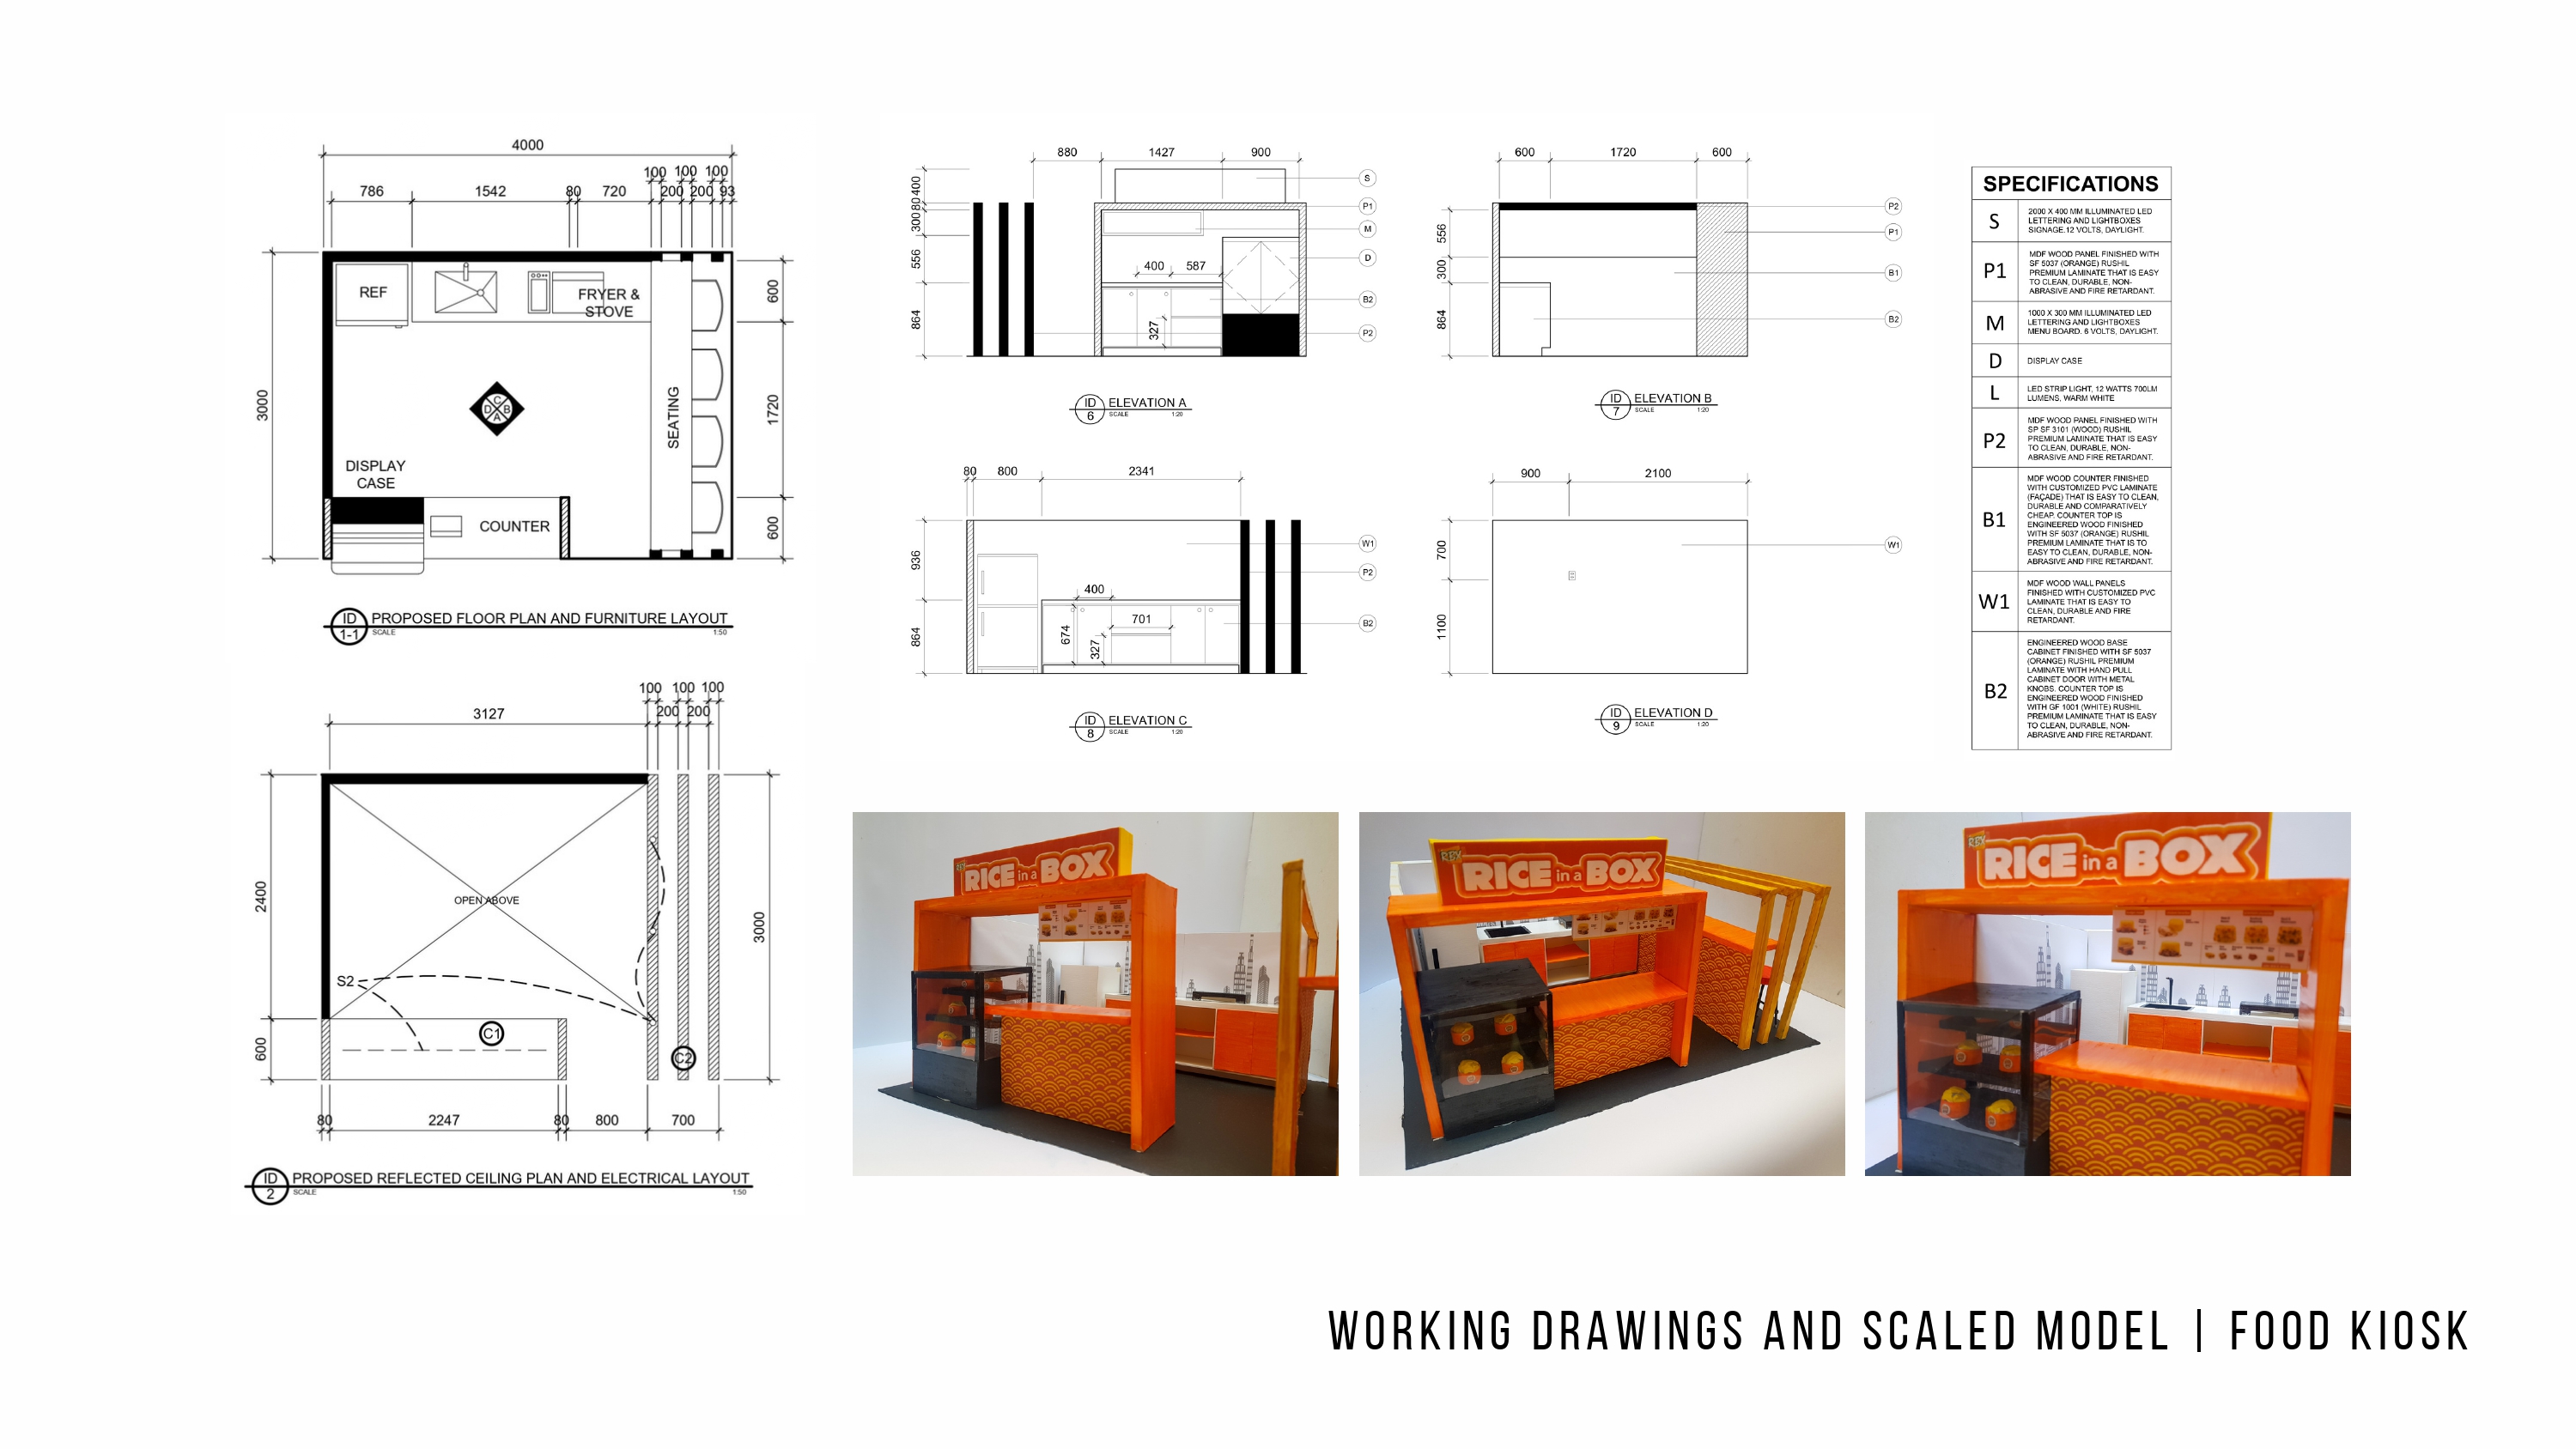 4000
100 100 100
786 1542 80 720 200 200 93
REF
FRYER &
STOVE
600
3000
C
D B
A
SEATING
1720
DISPLAY
CASE
COUNTER
600
ID
1-1
PROPOSED FLOOR PLAN AND FURNITURE LAYOUT
SCALE 1:50
100 100 100
3127 200 200
2400
OPEN ABOVE
3000
S2
600
C1
C2
80 2247 80 800 700
ID
2
PROPOSED REFLECTED CEILING PLAN AND ELECTRICAL LAYOUT
SCALE 1:50
880 1427 900
400
80
300
556
864
400 587
327
S
P1
M
D
B2
P2
ID
6
ELEVATION A
SCALE 1:20
600 1720 600
556
300
864
P2
P1
B1
B2
ID
7
ELEVATION B
SCALE 1:20
80 800 2341
936
864
400
701
674
327
W1
P2
B2
ID
8
ELEVATION C
SCALE 1:20
900 2100
700
1100
W1
ID
9
ELEVATION D
SCALE 1:20
SPECIFICATIONS
S
2000 X 400 MM ILLUMINATED LED
LETTERING AND LIGHTBOXES
SIGNAGE.12 VOLTS, DAYLIGHT.
P1
MDF WOOD PANEL FINISHED WITH
SF 5037 (ORANGE) RUSHIL
PREMIUM LAMINATE THAT IS EASY
TO CLEAN, DURABLE, NON-
ABRASIVE AND FIRE RETARDANT.
M
1000 X 300 MM ILLUMINATED LED
LETTERING AND LIGHTBOXES
MENU BOARD. 6 VOLTS, DAYLIGHT.
D
DISPLAY CASE
L
LED STRIP LIGHT, 12 WATTS 700LM
LUMENS, WARM WHITE
P2
MDF WOOD PANEL FINISHED WITH
SP SF 3101 (WOOD) RUSHIL
PREMIUM LAMINATE THAT IS EASY
TO CLEAN, DURABLE, NON-
ABRASIVE AND FIRE RETARDANT.
B1
MDF WOOD COUNTER FINISHED
WITH CUSTOMIZED PVC LAMINATE
(FAÇADE) THAT IS EASY TO CLEAN,
DURABLE AND COMPARATIVELY
CHEAP. COUNTER TOP IS
ENGINEERED WOOD FINISHED
WITH SF 5037 (ORANGE) RUSHIL
PREMIUM LAMINATE THAT IS TO
EASY TO CLEAN, DURABLE, NON-
ABRASIVE AND FIRE RETARDANT.
W1
MDF WOOD WALL PANELS
FINISHED WITH CUSTOMIZED PVC
LAMINATE THAT IS EASY TO
CLEAN, DURABLE AND FIRE
RETARDANT.
B2
ENGINEERED WOOD BASE
CABINET FINISHED WITH SF 5037
(ORANGE) RUSHIL PREMIUM
LAMINATE WITH HAND PULL
CABINET DOOR WITH METAL
KNOBS. COUNTER TOP IS
ENGINEERED WOOD FINISHED
WITH GF 1001 (WHITE) RUSHIL
PREMIUM LAMINATE THAT IS EASY
TO CLEAN, DURABLE, NON-
ABRASIVE AND FIRE RETARDANT.
RICE in a BOX
RICE in a BOX
RICE in a BOX
WORKING DRAWINGS AND SCALED MODEL | FOOD KIOSK